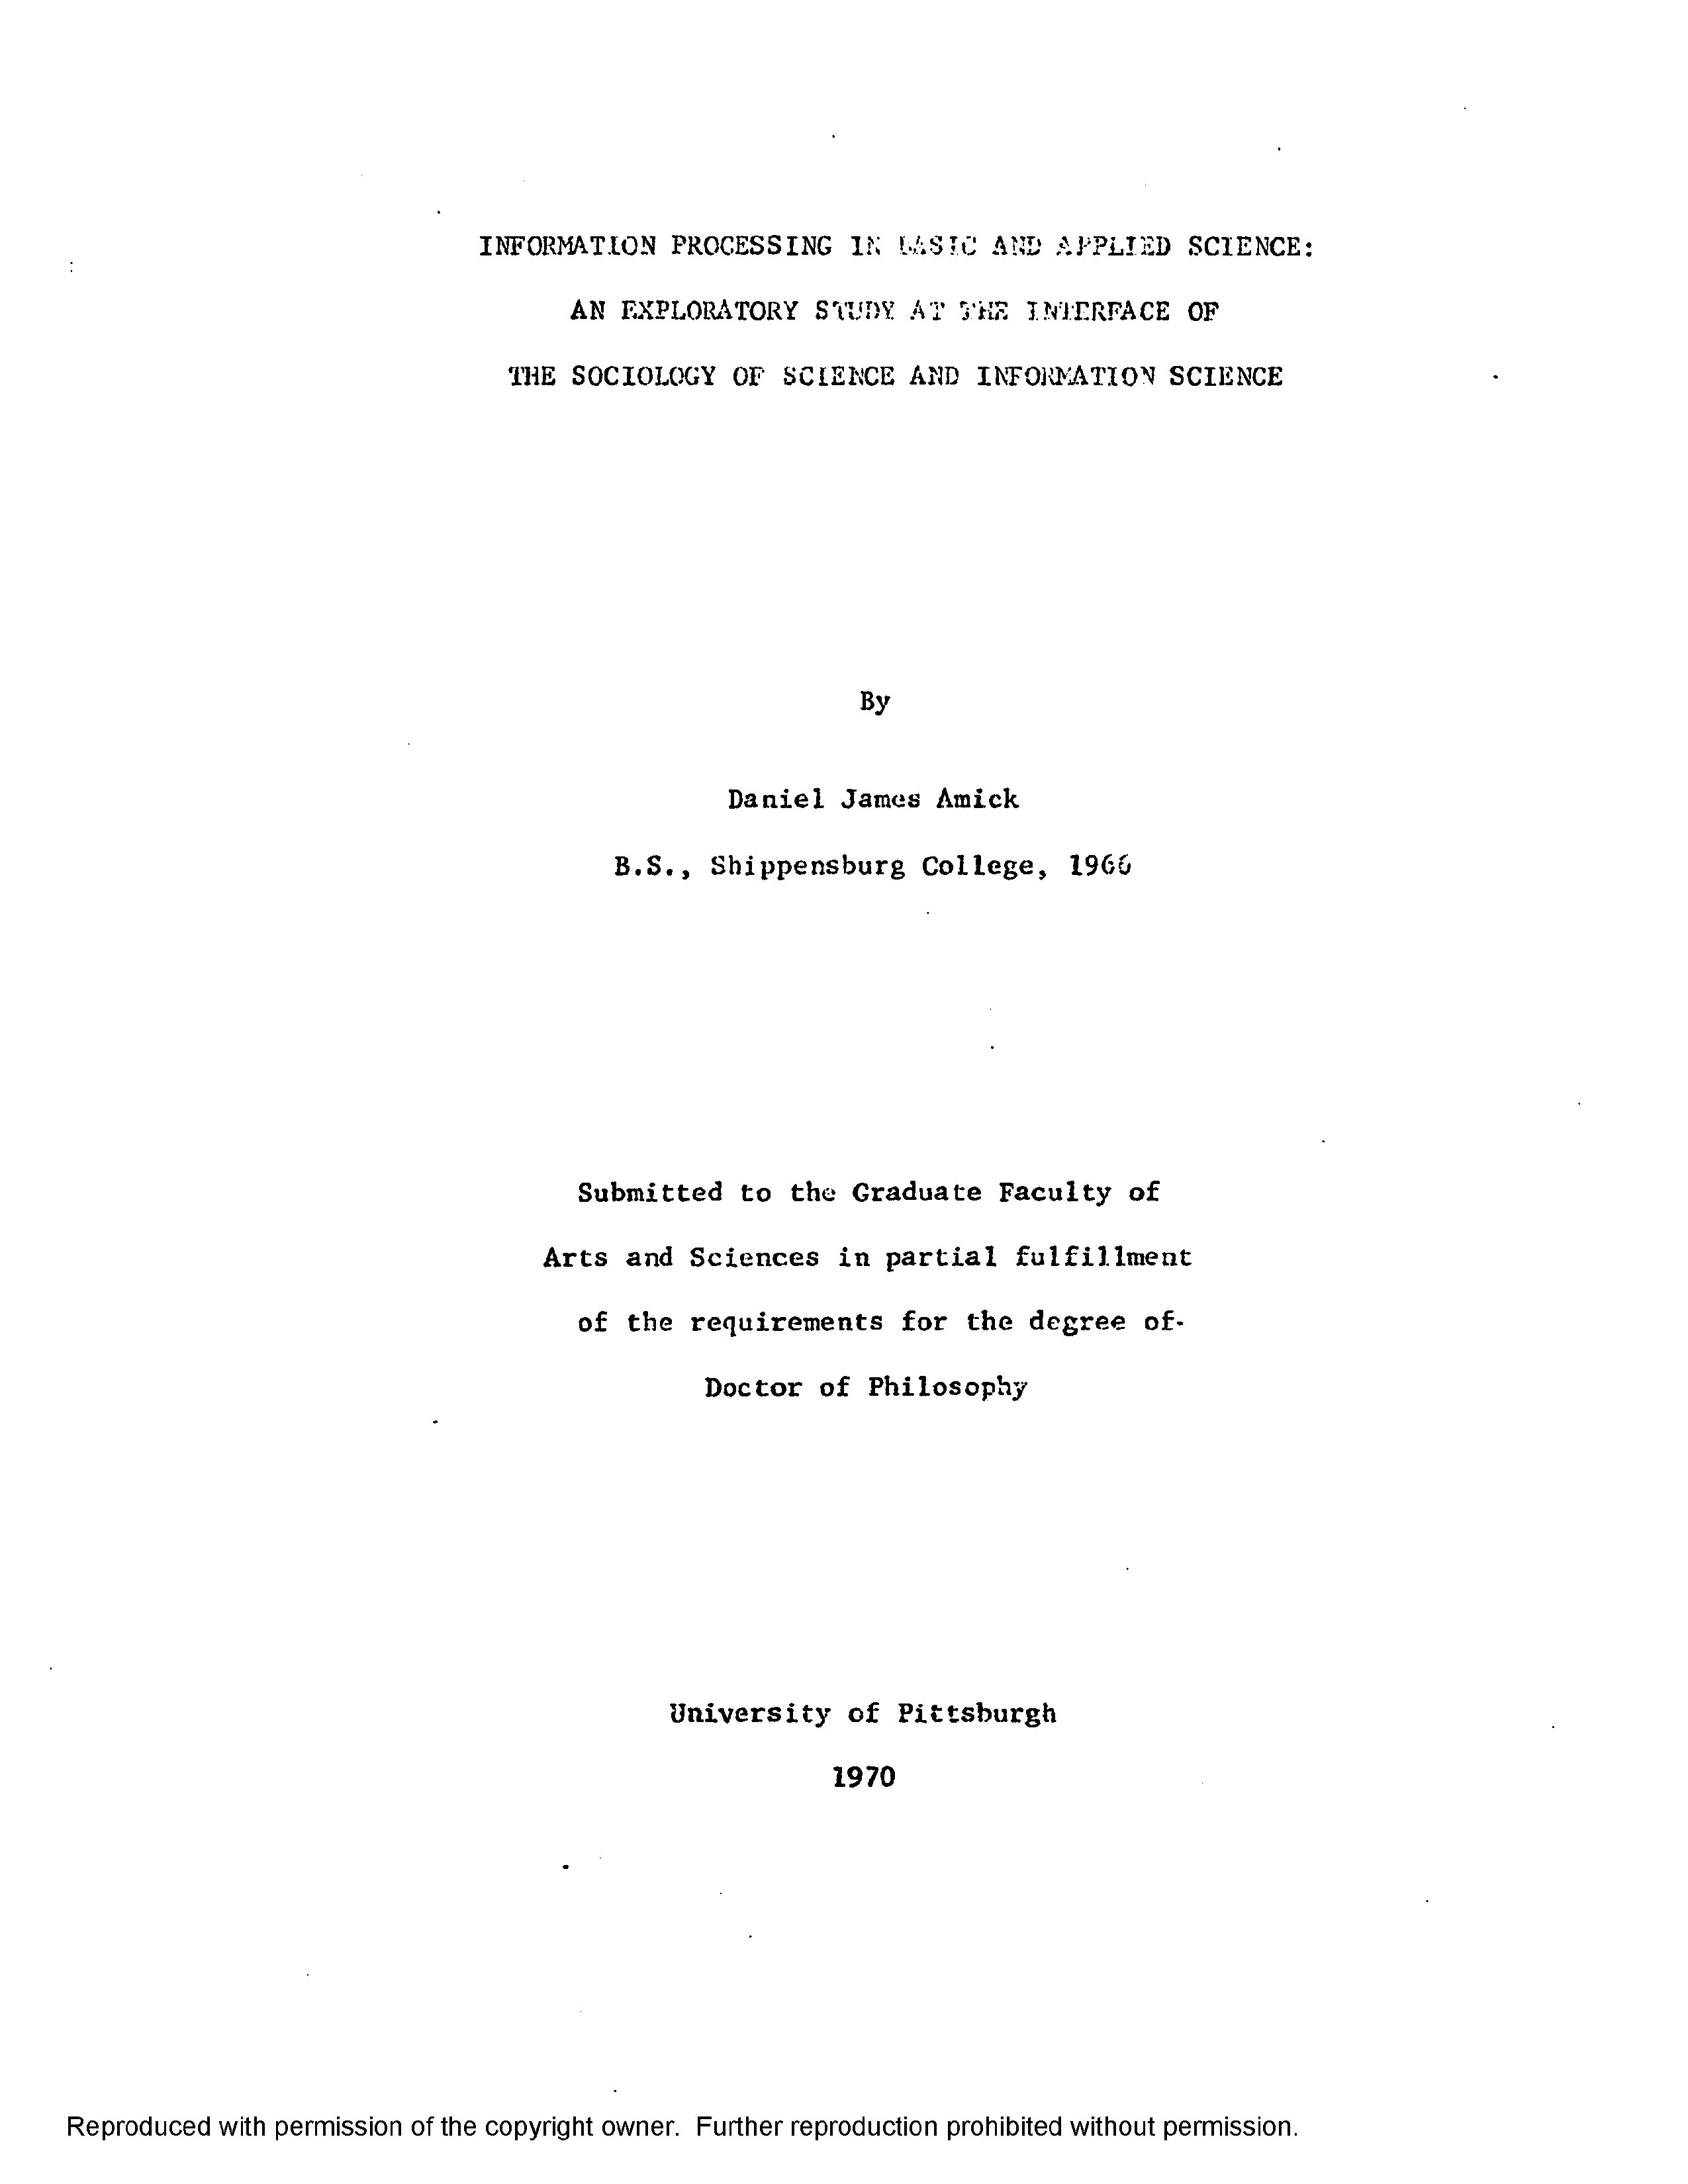 INFORMATION PROCESSING IN BASIC AND APPLIED SCIENCE:
AN EXPLORATORY STUDY AT THE INTERFACE OF
THE SOCIOLOGY OF SCIENCE AND INFORMATION SCIENCE
By
Daniel James Amick
B.S., Shippensburg College, 1966
Submitted to the Graduate Faculty of
Arts and Sciences in partial fulfillment
of the requirements for the degree of
Doctor of Philosophy
University of Pittsburgh
1970
Reproduced with permission of the copyright owner. Further reproduction prohibited without permission.